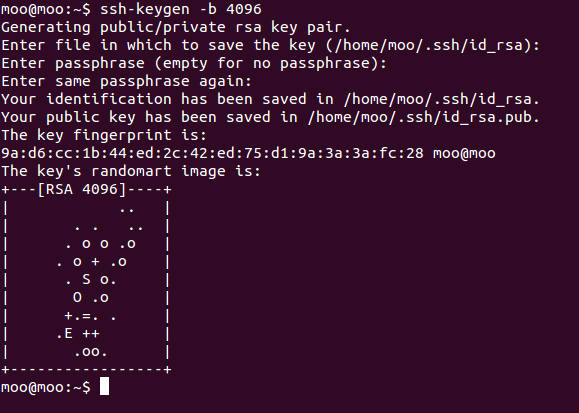 moo@moo:~$ ssh-keygen -b 4096
Generating public/private rsa key pair.
Enter file in which to save the key (/home/moo/.ssh/id_rsa):
Enter passphrase (empty for no passphrase):
Enter same passphrase again:
Your identification has been saved in /home/moo/.ssh/id_rsa.
Your public key has been saved in /home/moo/.ssh/id_rsa.pub.
The key fingerprint is:
9a:d6:cc:1b:44:ed:2c:42:ed:75:d1:9a:3a:3a:fc:28 moo@moo
The key's randomart image is:
+---[RSA 4096]----+
|            ..   |
|       . .   ..  |
|      . o o .o   |
|     . o + .o    |
|      . S o.     |
|       O .o      |
|      +.=. .     |
|     .E ++       |
|       .oo.      |
+-----------------+
moo@moo:~$